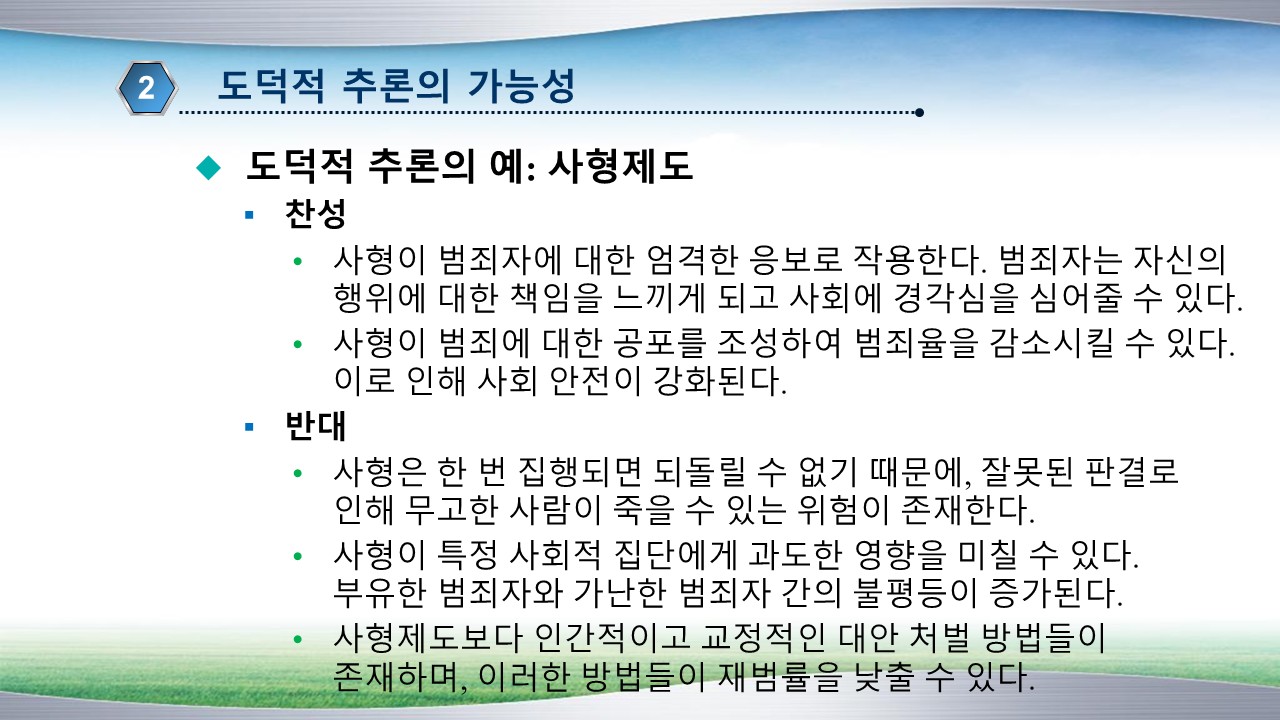 2
도덕적 추론의 가능성
도덕적 추론의 예: 사형제도
찬성
사형이 범죄자에 대한 엄격한 응보로 작용한다. 범죄자는 자신의
행위에 대한 책임을 느끼게 되고 사회에 경각심을 심어줄 수 있다.
사형이 범죄에 대한 공포를 조성하여 범죄율을 감소시킬 수 있다.
이로 인해 사회 안전이 강화된다.
반대
사형은 한 번 집행되면 되돌릴 수 없기 때문에, 잘못된 판결로
인해 무고한 사람이 죽을 수 있는 위험이 존재한다.
사형이 특정 사회적 집단에게 과도한 영향을 미칠 수 있다.
부유한 범죄자와 가난한 범죄자 간의 불평등이 증가된다.
사형제도보다 인간적이고 교정적인 대안 처벌 방법들이
존재하며, 이러한 방법들이 재범률을 낮출 수 있다.